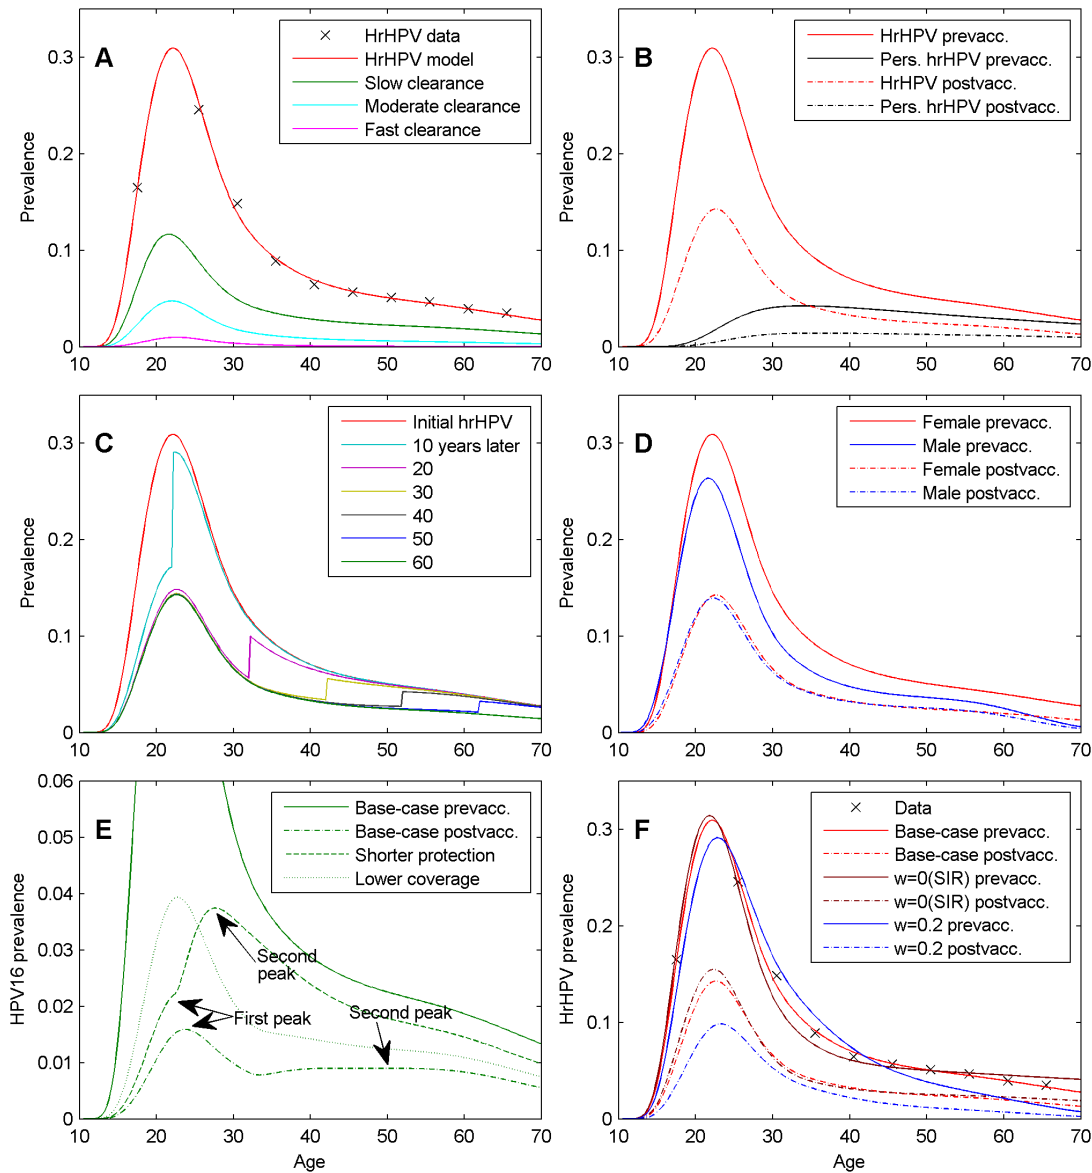 A
HrHPV data
HrHPV model
Slow clearance
Moderate clearance
Fast clearance
0.3
0.2
0.1
0
Prevalence
10 20 30 40 50 60 70
B
HrHPV prevacc.
Pers. hrHPV prevacc.
HrHPV postvacc.
Pers. hrHPV postvacc.
0.3
0.2
0.1
0
Prevalence
10 20 30 40 50 60 70
C
Initial hrHPV
10 years later
20
30
40
50
60
0.3
0.2
0.1
0
Prevalence
10 20 30 40 50 60 70
D
Female prevacc.
Male prevacc.
Female postvacc.
Male postvacc.
0.3
0.2
0.1
0
Prevalence
10 20 30 40 50 60 70
E
Base-case prevacc.
Base-case postvacc.
Shorter protection
Lower coverage
Second
peak
First peak
Second peak
0.06
0.05
0.04
0.03
0.02
0.01
0
HPV16 prevalence
10 20 30 40 50 60 70
Age
F
Data
Base-case prevacc.
Base-case postvacc.
w=0(SIR) prevacc.
w=0(SIR) postvacc.
w=0.2 prevacc.
w=0.2 postvacc.
0.3
0.2
0.1
0
HrHPV prevalence
10 20 30 40 50 60 70
Age